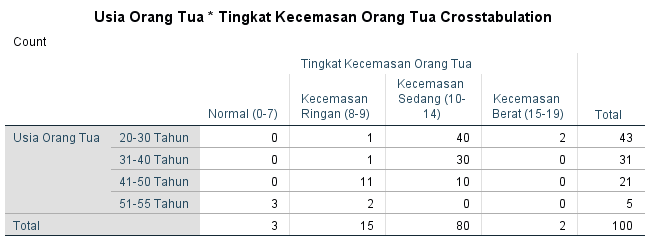 Usia Orang Tua * Tingkat Kecemasan Orang Tua Crosstabulation
Count
Tingkat Kecemasan Orang Tua
Normal (0-7) Kecemasan Ringan (8-9) Kecemasan Sedang (10-14) Kecemasan Berat (15-19) Total
Usia Orang Tua 20-30 Tahun 0 1 40 2 43
31-40 Tahun 0 1 30 0 31
41-50 Tahun 0 11 10 0 21
51-55 Tahun 3 2 0 0 5
Total 3 15 80 2 100